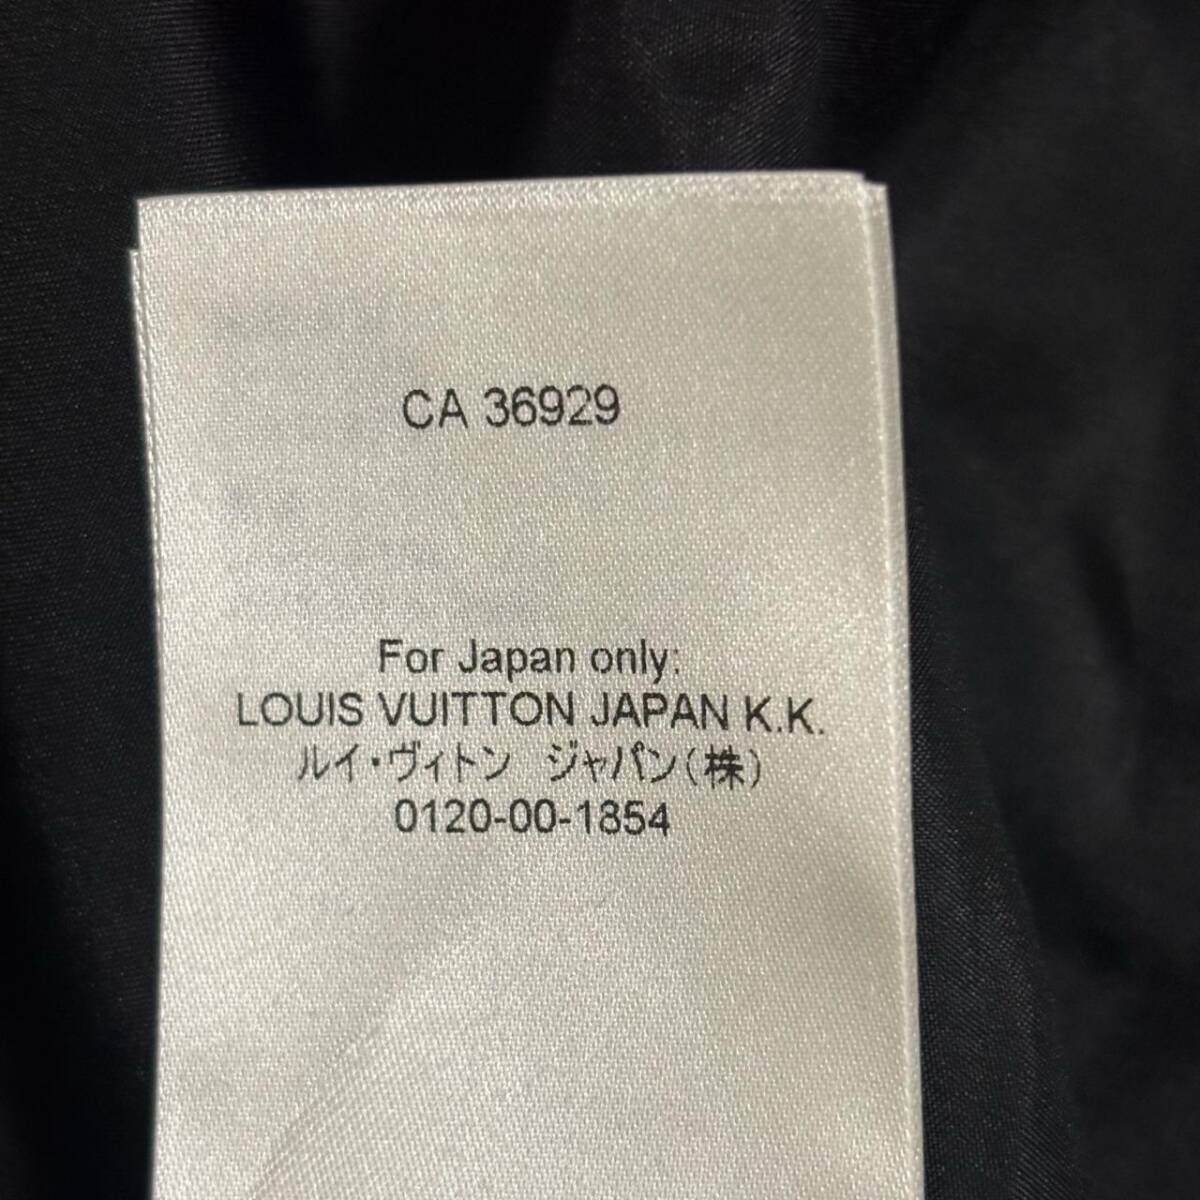 CA 36929
For Japan only:
LOUIS VUITTON JAPAN K.K.
ルイ・ヴィトン　ジャパン(株)
0120-00-1854